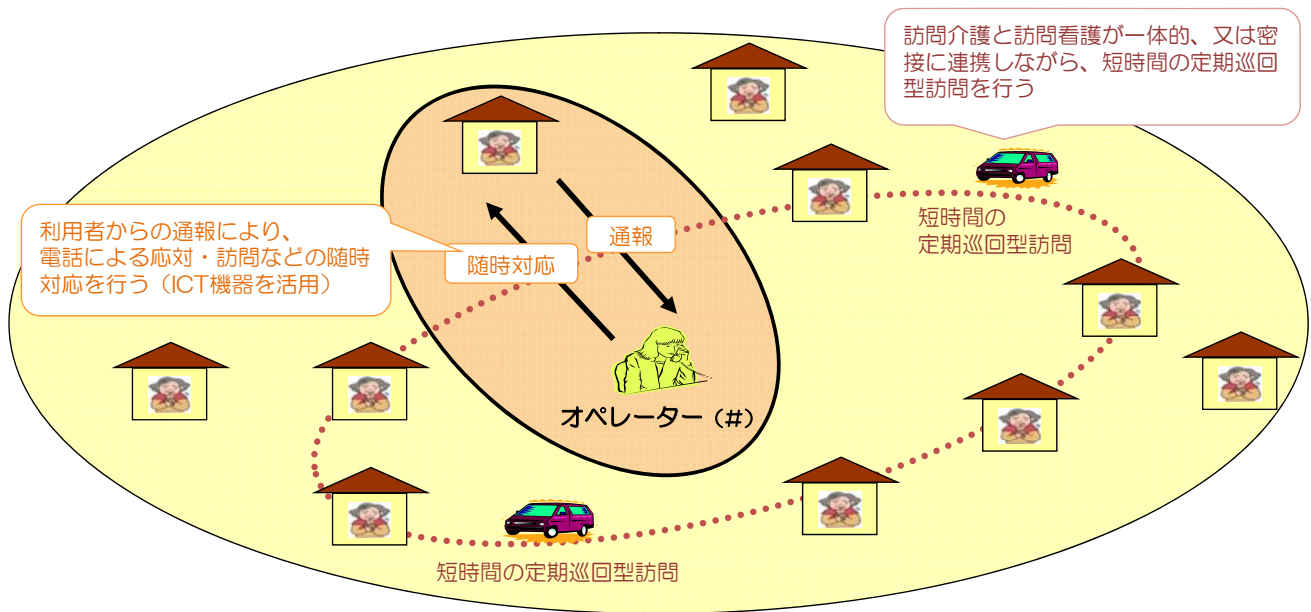 訪問介護と訪問看護が一体的、又は密
接に連携しながら、短時間の定期巡回
型訪問を行う
利用者からの通報により、
電話による応対・訪問などの随時
対応を行う（ICT機器を活用）
通報
随時対応
短時間の
定期巡回型訪問
オペレーター（＃）
短時間の定期巡回型訪問